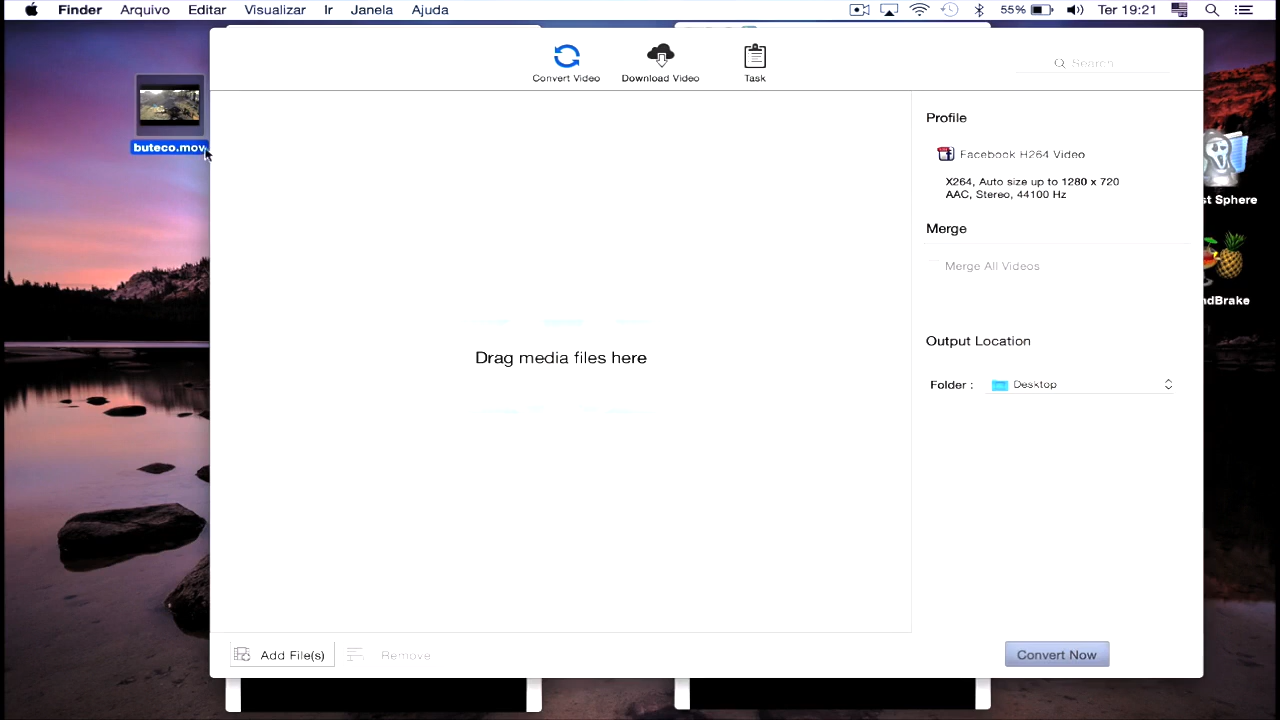 Finder Arquivo Editar Visualizar Ir Janela Ajuda 55% Ter 19:21
Convert Video Download Video Task
Search
buteco.mov
Profile
Facebook H264 Video
X264, Auto size up to 1280 x 720
AAC, Stereo, 44100 Hz
st Sphere
Merge
Merge All Videos
ndBrake
Output Location
Drag media files here
Folder : Desktop
Add File(s) Remove Convert Now